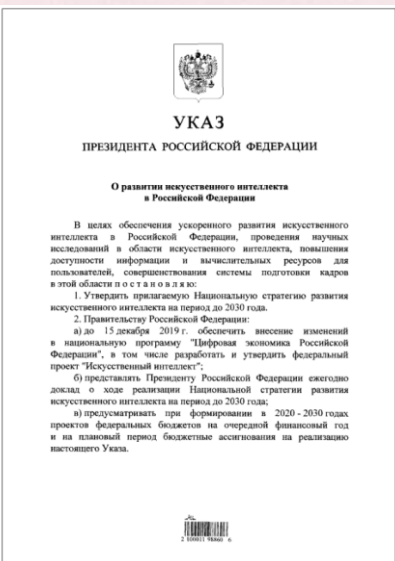 УКАЗ
ПРЕЗИДЕНТА РОССИЙСКОЙ ФЕДЕРАЦИИ
О развитии искусственного интеллекта
в Российской Федерации
В целях обеспечения ускоренного развития искусственного
интеллекта в Российской Федерации, проведения научных
исследований в области искусственного интеллекта, повышения
доступности информации и вычислительных ресурсов для
пользователей, совершенствования системы подготовки кадров
в этой области п о с т а н о в л я ю:
1. Утвердить прилагаемую Национальную стратегию развития
искусственного интеллекта на период до 2030 года.
2. Правительству Российской Федерации:
а) до 15 декабря 2019 г. обеспечить внесение изменений
в национальную программу "Цифровая экономика Российской
Федерации", в том числе разработать и утвердить федеральный
проект "Искусственный интеллект";
б) представлять Президенту Российской Федерации ежегодно
доклад о ходе реализации Национальной стратегии развития
искусственного интеллекта на период до 2030 года;
в) предусматривать при формировании в 2020 - 2030 годах
проектов федеральных бюджетов на очередной финансовый год
и на плановый период бюджетные ассигнования на реализацию
настоящего Указа.